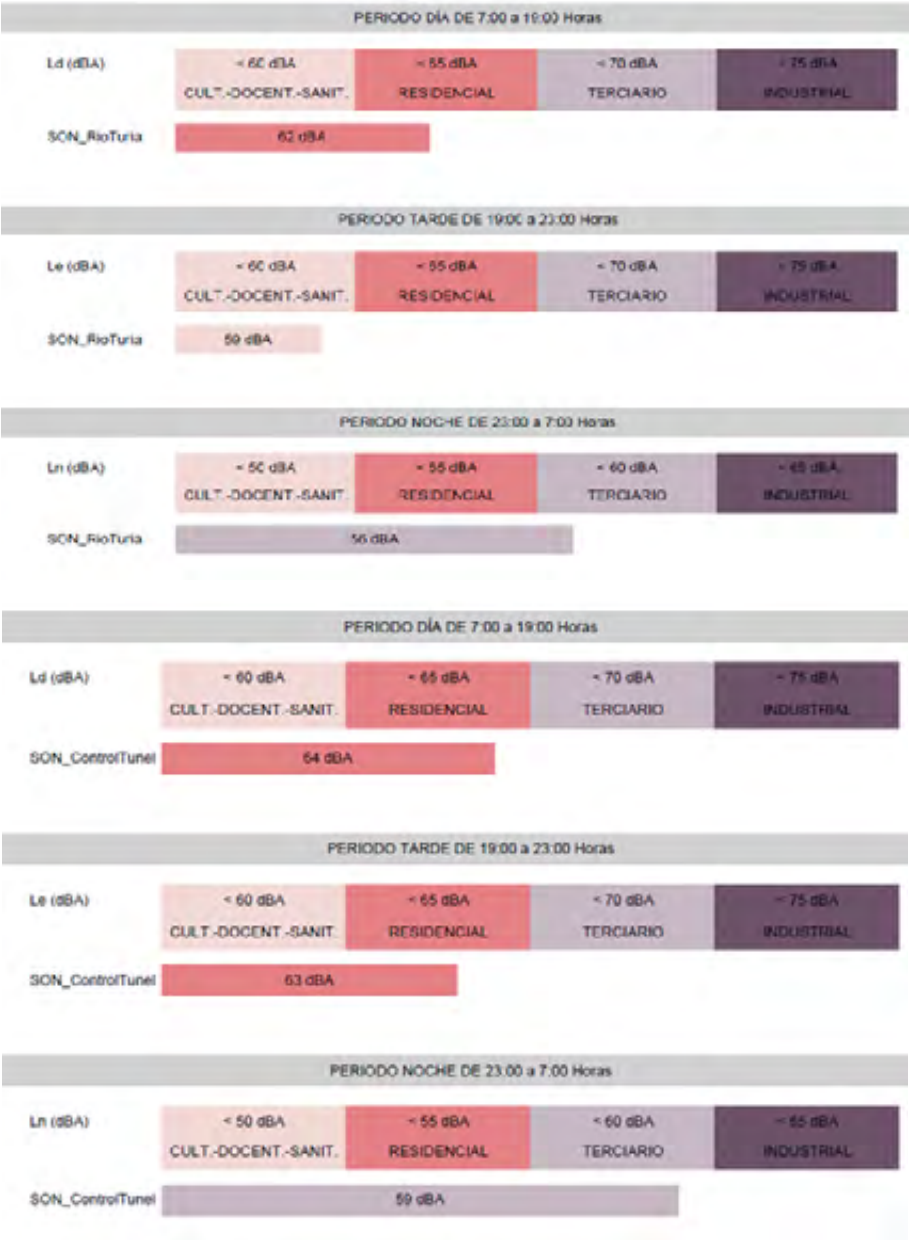 PERIODO DÍA DE 7:00 a 19:00 Horas
Ld (dBA) < 60 dBA < 65 dBA < 70 dBA < 75 dBA
CULT.-DOCENT.-SANIT. RESIDENCIAL TERCIARIO INDUSTRIAL
SON_RioTuria 62 dBA
PERIODO TARDE DE 19:00 a 23:00 Horas
Le (dBA) < 60 dBA < 65 dBA < 70 dBA < 75 dBA
CULT.-DOCENT.-SANIT. RESIDENCIAL TERCIARIO INDUSTRIAL
SON_RioTuria 59 dBA
PERIODO NOCHE DE 23:00 a 7:00 Horas
Ln (dBA) < 50 dBA < 55 dBA < 60 dBA < 65 dBA
CULT.-DOCENT.-SANIT. RESIDENCIAL TERCIARIO INDUSTRIAL
SON_RioTuria 56 dBA
PERIODO DÍA DE 7:00 a 19:00 Horas
Ld (dBA) < 60 dBA < 65 dBA < 70 dBA < 75 dBA
CULT.-DOCENT.-SANIT. RESIDENCIAL TERCIARIO INDUSTRIAL
SON_ControlTunel 64 dBA
PERIODO TARDE DE 19:00 a 23:00 Horas
Le (dBA) < 60 dBA < 65 dBA < 70 dBA < 75 dBA
CULT.-DOCENT.-SANIT. RESIDENCIAL TERCIARIO INDUSTRIAL
SON_ControlTunel 63 dBA
PERIODO NOCHE DE 23:00 a 7:00 Horas
Ln (dBA) < 50 dBA < 55 dBA < 60 dBA < 65 dBA
CULT.-DOCENT.-SANIT. RESIDENCIAL TERCIARIO INDUSTRIAL
SON_ControlTunel 59 dBA